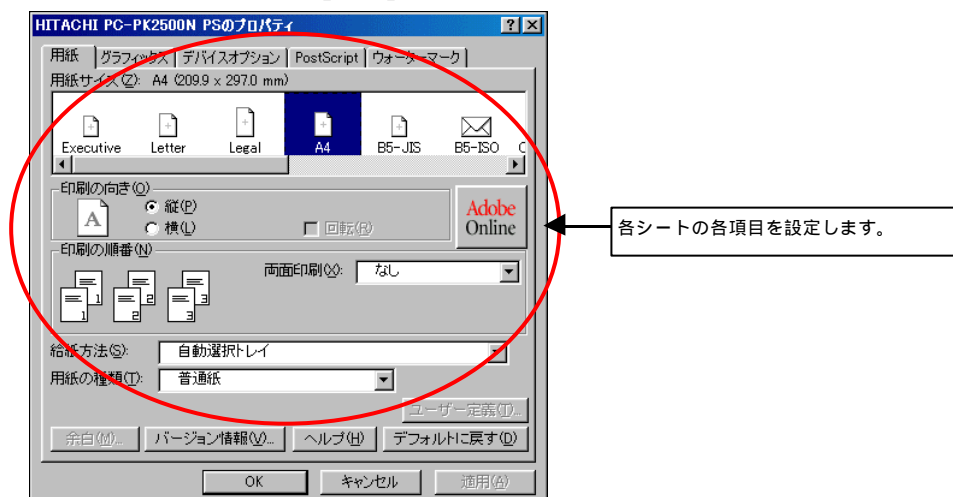 HITACHI PC-PK2500N PSのプロパティ
用紙 グラフィックス デバイスオプション PostScript ウォーターマーク
用紙サイズ(Z): A4 (209.9 x 297.0 mm)
Executive Letter Legal A4 B5-JIS B5-ISO C
印刷の向き(O)
A
縦(P)
横(L)
回転(R)
Adobe
Online
各シートの各項目を設定します。
印刷の順番(N)
両面印刷(X): なし
1 1 2 2 3 3
給紙方法(S): 自動選択トレイ
用紙の種類(T): 普通紙
ユーザー定義(T)...
余白(M)... バージョン情報(V)... ヘルプ(H) デフォルトに戻す(D)
OK キャンセル 適用(A)